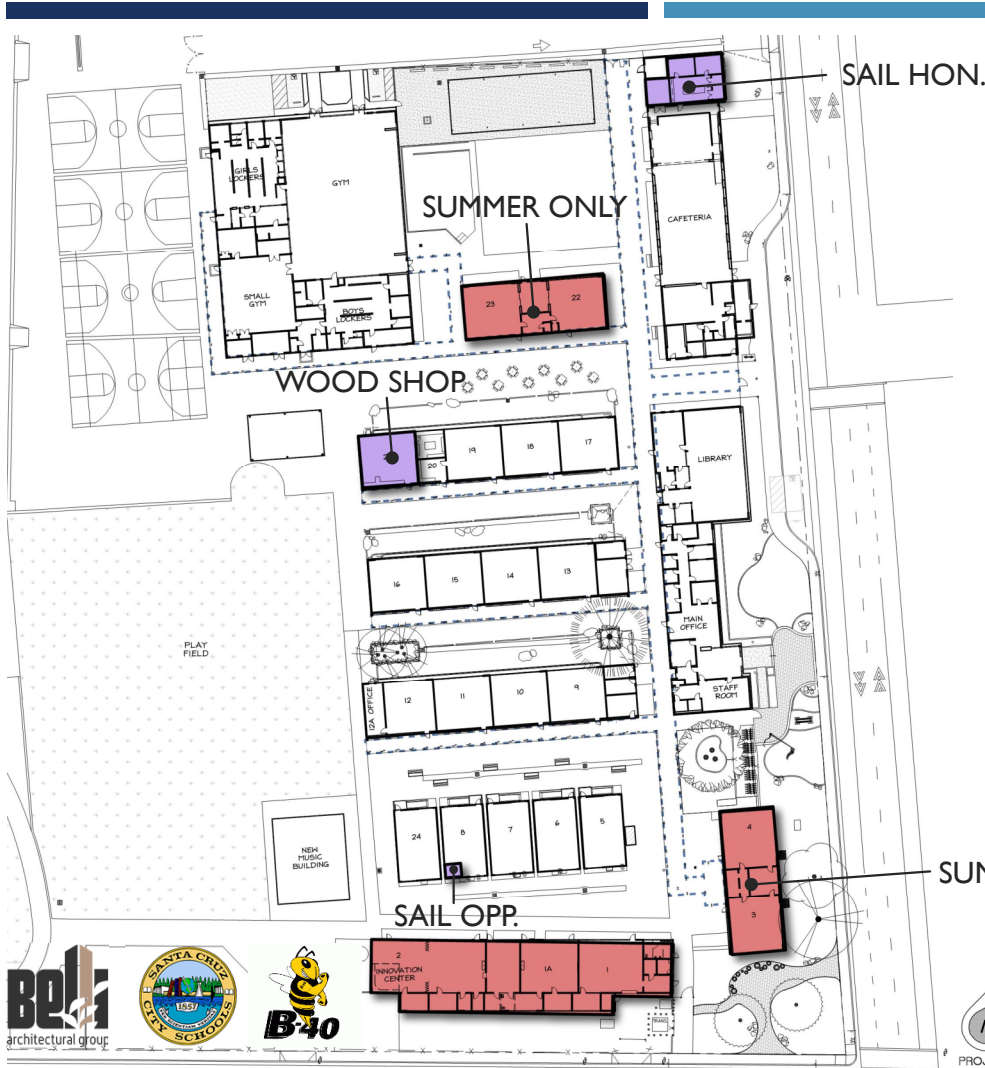 SAIL HON.
GIRLS
LOCKERS
GYM
SUMMER ONLY
CAFETERIA
SMALL
GYM
BOYS
LOCKERS
23
22
WOOD SHOP
20
19
18
17
LIBRARY
16
15
14
13
MAIN
OFFICE
PLAY
FIELD
STAFF
ROOM
12A OFFICE
12
11
10
9
24
8
7
6
5
4
3
NEW
MUSIC
BUILDING
SAIL OPP.
2
INNOVATION
CENTER
1A
1
TRANS.
Belli
architectural group
SANTA CRUZ
CITY SCHOOLS
1857
B-40